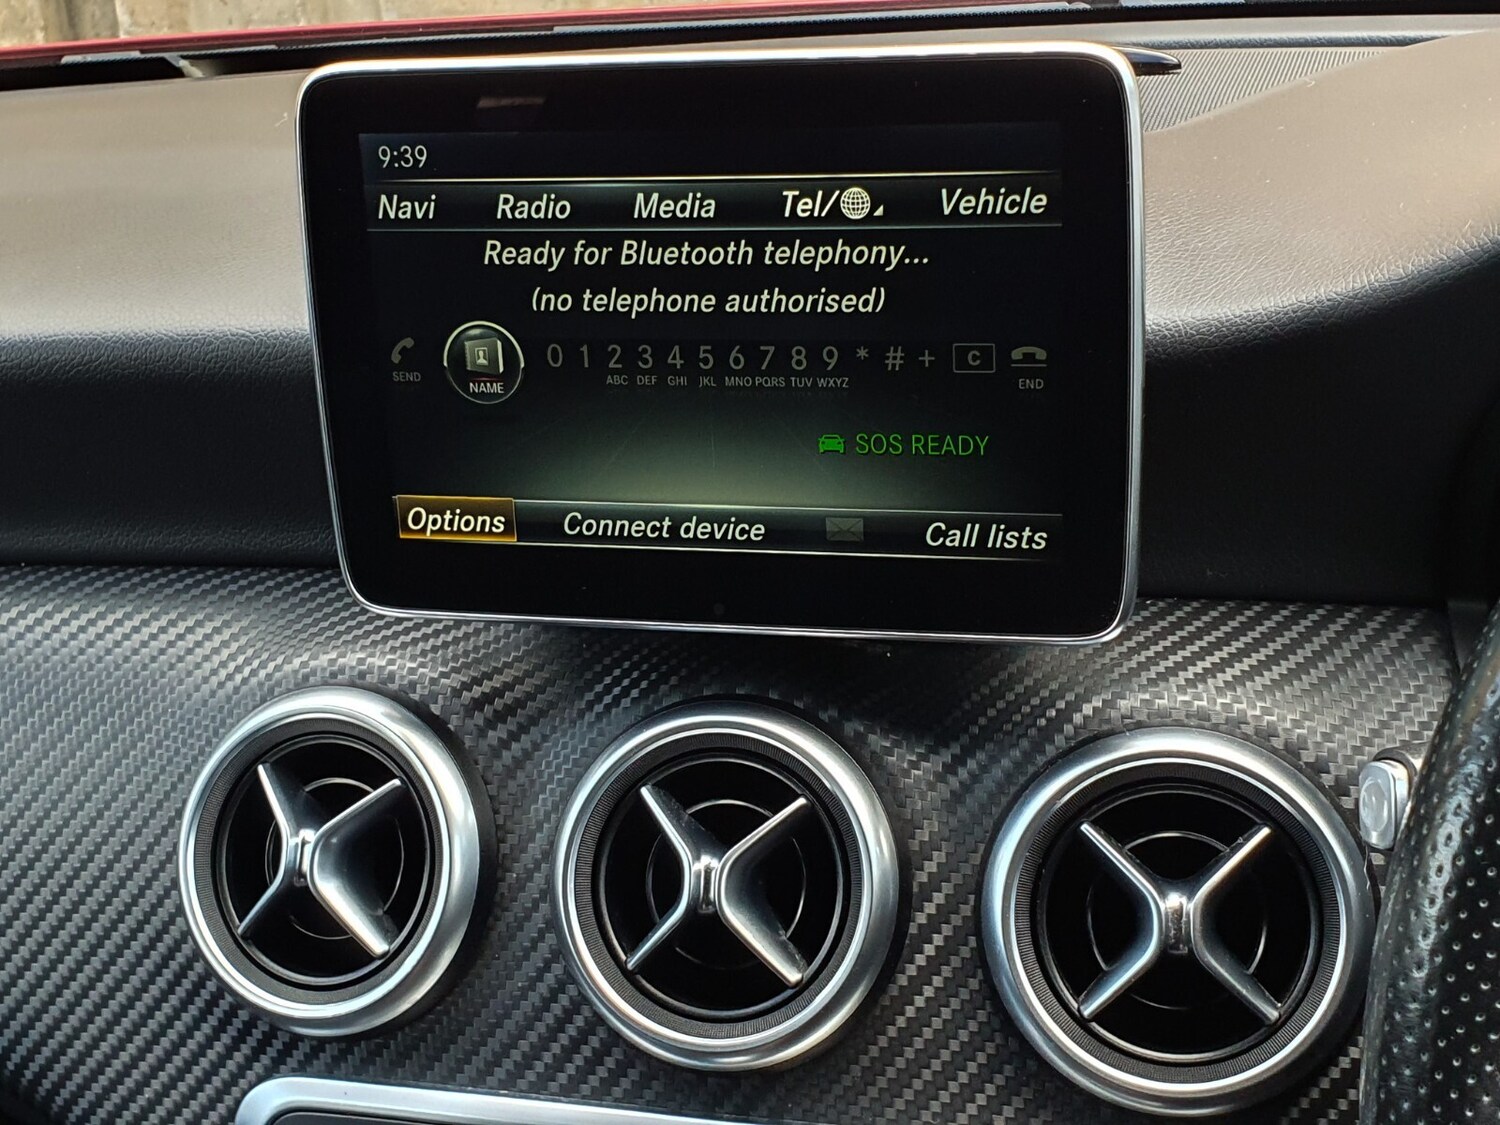 9:39
Navi Radio Media Tel/ Vehicle
Ready for Bluetooth telephony...
(no telephone authorised)
0 1 2 3 4 5 6 7 8 9 * # + C
SEND NAME ABC DEF GHI JKL MNO PQRS TUV WXYZ END
SOS READY
Options Connect device Call lists